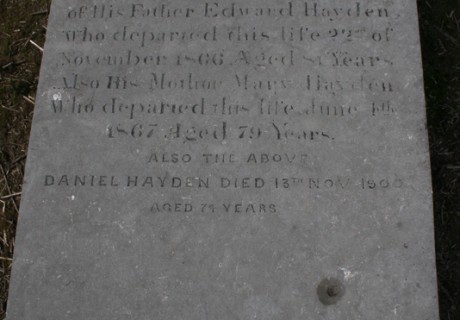 of His Father Edward Hayden
Who departed this life 22nd of
November 1866 Aged 81 Years
Also His Mother Mary Hayden
Who departed this life June 4th
1867 Aged 79 Years.
ALSO THE ABOVE
DANIEL HAYDEN DIED 13TH NOV 1900
AGED 74 YEARS